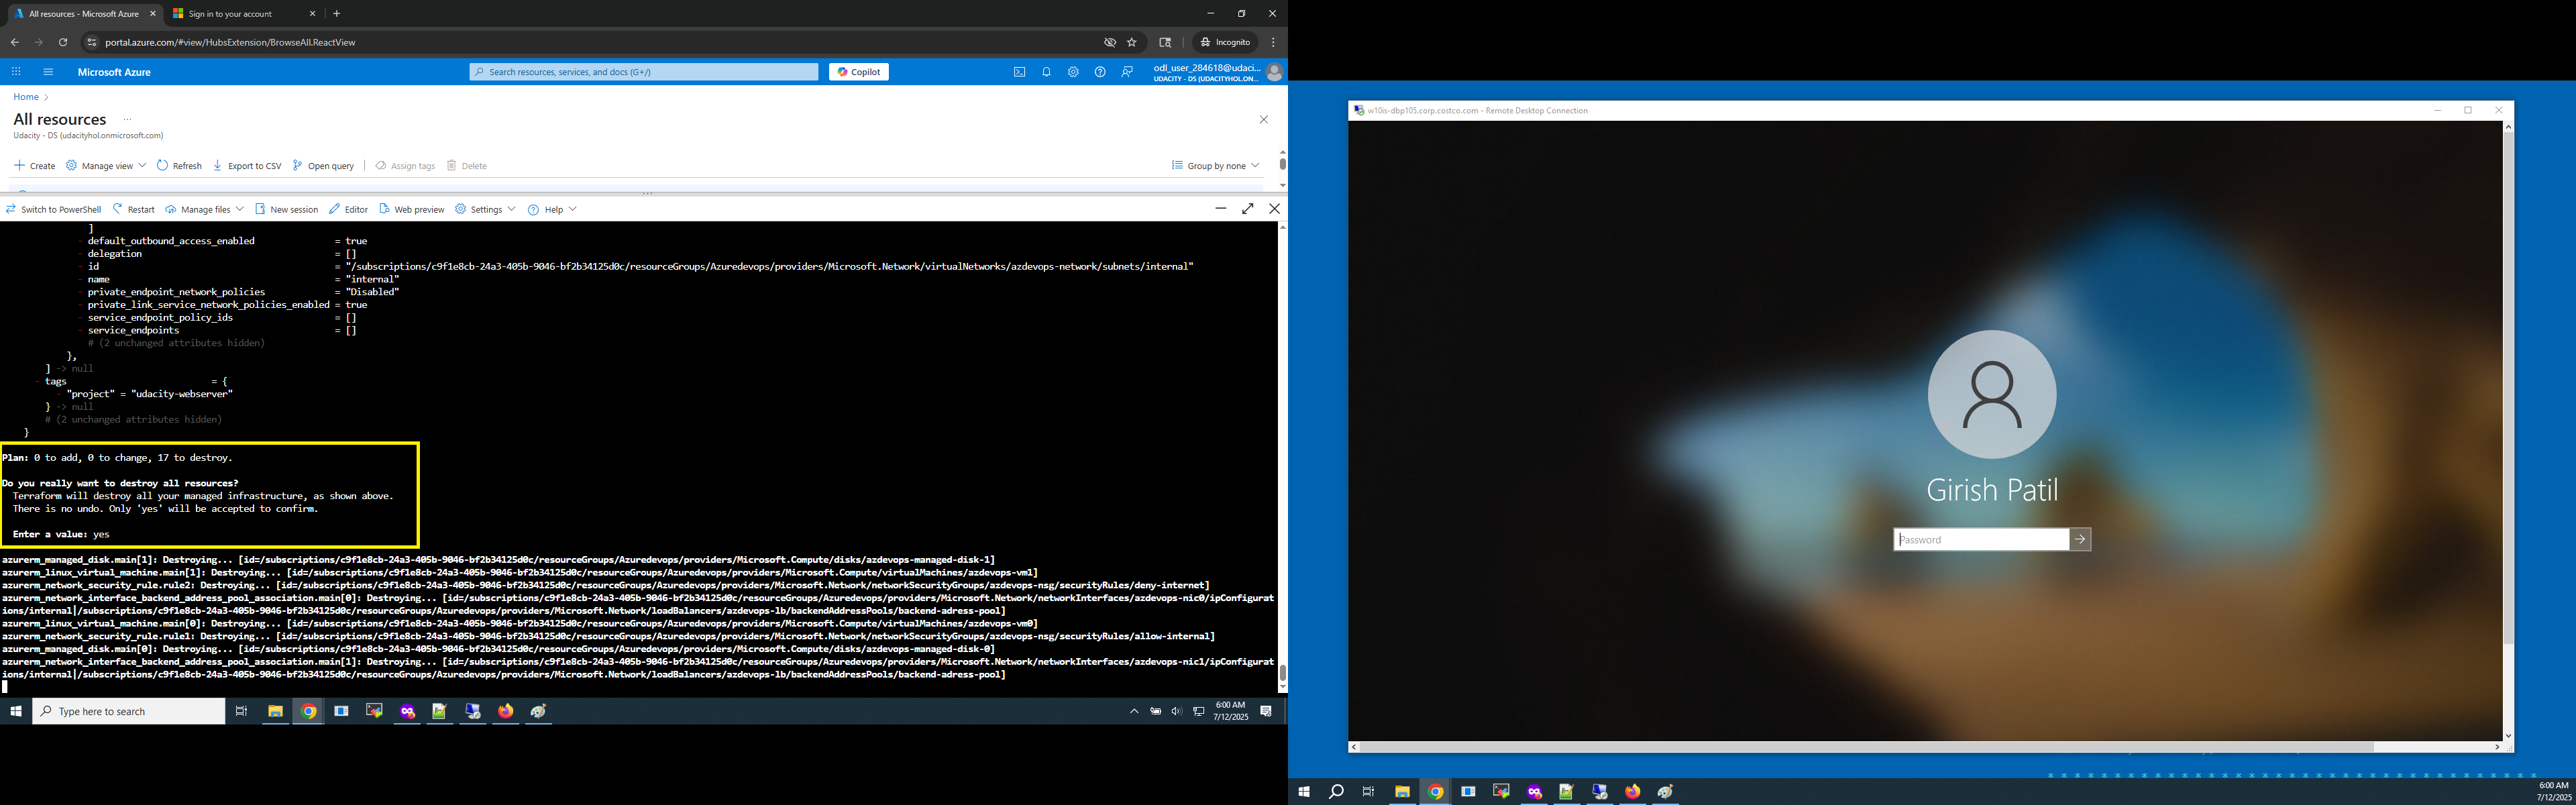 All resources - Microsoft Azure
Sign in to your account
portal.azure.com/#view/HubsExtension/BrowseAll.ReactView
Incognito
Microsoft Azure
Search resources, services, and docs (G+/)
Copilot
odl_user_284618@udaci...
UDACITY - DS (UDACITYHOL.ON...
Home
All resources
Udacity - DS (udacityhol.onmicrosoft.com)
Create Manage view Refresh Export to CSV Open query Assign tags Delete Group by none
Switch to PowerShell Restart Manage files New session Editor Web preview Settings Help
]
- default_outbound_access_enabled = true
- delegation = []
- id = "/subscriptions/c9f1e8cb-24a3-405b-9046-bf2b34125d0c/resourceGroups/Azuredevops/providers/Microsoft.Network/virtualNetworks/azdevops-network/subnets/internal"
- name = "internal"
- private_endpoint_network_policies = "Disabled"
- private_link_service_network_policies_enabled = true
- service_endpoint_policy_ids = []
- service_endpoints = []
# (2 unchanged attributes hidden)
},
] -> null
- tags = {
- "project" = "udacity-webserver"
} -> null
# (2 unchanged attributes hidden)
}
Plan: 0 to add, 0 to change, 17 to destroy.
Do you really want to destroy all resources?
Terraform will destroy all your managed infrastructure, as shown above.
There is no undo. Only 'yes' will be accepted to confirm.
Enter a value: yes
azurerm_managed_disk.main[1]: Destroying... [id=/subscriptions/c9f1e8cb-24a3-405b-9046-bf2b34125d0c/resourceGroups/Azuredevops/providers/Microsoft.Compute/disks/azdevops-managed-disk-1]
azurerm_linux_virtual_machine.main[1]: Destroying... [id=/subscriptions/c9f1e8cb-24a3-405b-9046-bf2b34125d0c/resourceGroups/Azuredevops/providers/Microsoft.Compute/virtualMachines/azdevops-vm1]
azurerm_network_security_rule.rule2: Destroying... [id=/subscriptions/c9f1e8cb-24a3-405b-9046-bf2b34125d0c/resourceGroups/Azuredevops/providers/Microsoft.Network/networkSecurityGroups/azdevops-nsg/securityRules/deny-internet]
azurerm_network_interface_backend_address_pool_association.main[0]: Destroying... [id=/subscriptions/c9f1e8cb-24a3-405b-9046-bf2b34125d0c/resourceGroups/Azuredevops/providers/Microsoft.Network/networkInterfaces/azdevops-nic0/ipConfigurat
ions/internal|/subscriptions/c9f1e8cb-24a3-405b-9046-bf2b34125d0c/resourceGroups/Azuredevops/providers/Microsoft.Network/loadBalancers/azdevops-lb/backendAddressPools/backend-adress-pool]
azurerm_linux_virtual_machine.main[0]: Destroying... [id=/subscriptions/c9f1e8cb-24a3-405b-9046-bf2b34125d0c/resourceGroups/Azuredevops/providers/Microsoft.Compute/virtualMachines/azdevops-vm0]
azurerm_network_security_rule.rule1: Destroying... [id=/subscriptions/c9f1e8cb-24a3-405b-9046-bf2b34125d0c/resourceGroups/Azuredevops/providers/Microsoft.Network/networkSecurityGroups/azdevops-nsg/securityRules/allow-internal]
azurerm_managed_disk.main[0]: Destroying... [id=/subscriptions/c9f1e8cb-24a3-405b-9046-bf2b34125d0c/resourceGroups/Azuredevops/providers/Microsoft.Compute/disks/azdevops-managed-disk-0]
azurerm_network_interface_backend_address_pool_association.main[1]: Destroying... [id=/subscriptions/c9f1e8cb-24a3-405b-9046-bf2b34125d0c/resourceGroups/Azuredevops/providers/Microsoft.Network/networkInterfaces/azdevops-nic1/ipConfigurat
ions/internal|/subscriptions/c9f1e8cb-24a3-405b-9046-bf2b34125d0c/resourceGroups/Azuredevops/providers/Microsoft.Network/loadBalancers/azdevops-lb/backendAddressPools/backend-adress-pool]
Type here to search
6:00 AM
7/12/2025
w10is-dbp105.corp.costco.com - Remote Desktop Connection
Girish Patil
Password
6:00 AM
7/12/2025